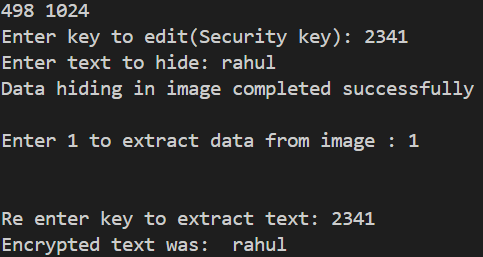 498 1024
Enter key to edit(Security key): 2341
Enter text to hide: rahul
Data hiding in image completed successfully
Enter 1 to extract data from image : 1
Re enter key to extract text: 2341
Encrypted text was:  rahul